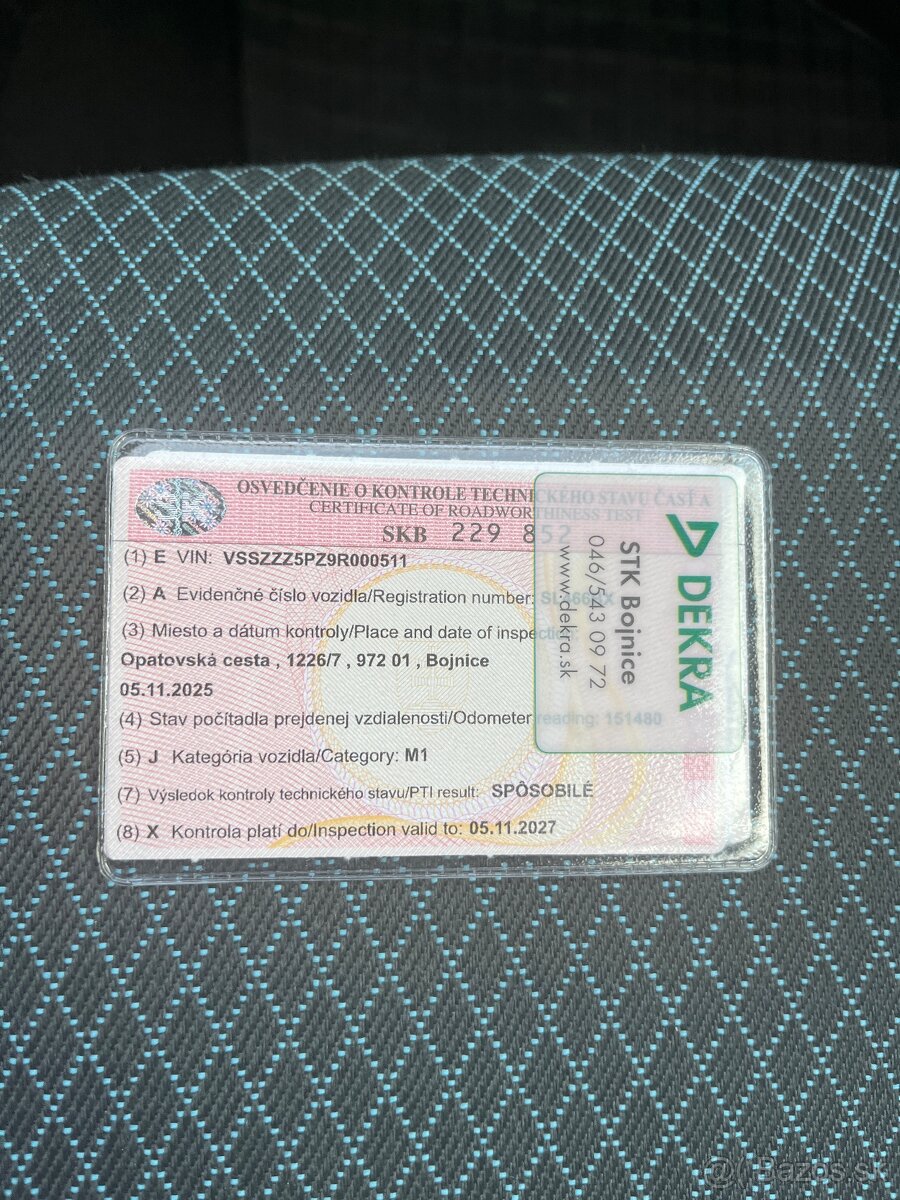 OSVEDČENIE O KONTROLE TECHNICKÉHO STAVU ČASŤ A
CERTIFICATE OF ROADWORTHINESS TEST
SKB 229 852
(1) E VIN: VSSZZZ5PZ9R000511
(2) A Evidenčné číslo vozidla/Registration number:
(3) Miesto a dátum kontroly/Place and date of inspection:
Opatovská cesta , 1226/7 , 972 01 , Bojnice
05.11.2025
(4) Stav počítadla prejdenej vzdialenosti/Odometer reading: 151480
(5) J Kategória vozidla/Category: M1
(7) Výsledok kontroly technického stavu/PTI result: SPÔSOBILÉ
(8) X Kontrola platí do/Inspection valid to: 05.11.2027
DEKRA
STK Bojnice
046/543 09 72
www.dekra.sk
Bazos.sk